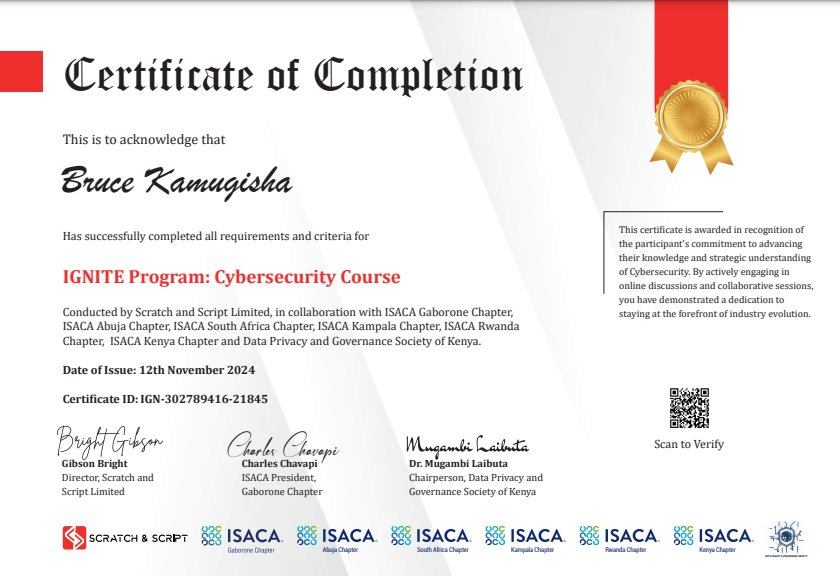 Certificate of Completion
This is to acknowledge that
Bruce Kamugisha
Has successfully completed all requirements and criteria for
IGNITE Program: Cybersecurity Course
Conducted by Scratch and Script Limited, in collaboration with ISACA Gaborone Chapter,
ISACA Abuja Chapter, ISACA South Africa Chapter, ISACA Kampala Chapter, ISACA Rwanda
Chapter, ISACA Kenya Chapter and Data Privacy and Governance Society of Kenya.
Date of Issue: 12th November 2024
Certificate ID: IGN-302789416-21845
This certificate is awarded in recognition of
the participant's commitment to advancing
their knowledge and strategic understanding
of Cybersecurity. By actively engaging in
online discussions and collaborative sessions,
you have demonstrated a dedication to
staying at the forefront of industry evolution.
Scan to Verify
Bright Gibson
Gibson Bright
Director, Scratch and
Script Limited
Charles Chavapi
Charles Chavapi
ISACA President,
Gaborone Chapter
Mugambi Laibuta
Dr. Mugambi Laibuta
Chairperson, Data Privacy and
Governance Society of Kenya
SCRATCH & SCRIPT
ISACA.
Gaborone Chapter
ISACA.
Abuja Chapter
ISACA.
South Africa Chapter
ISACA.
Kampala Chapter
ISACA.
Rwanda Chapter
ISACA.
Kenya Chapter